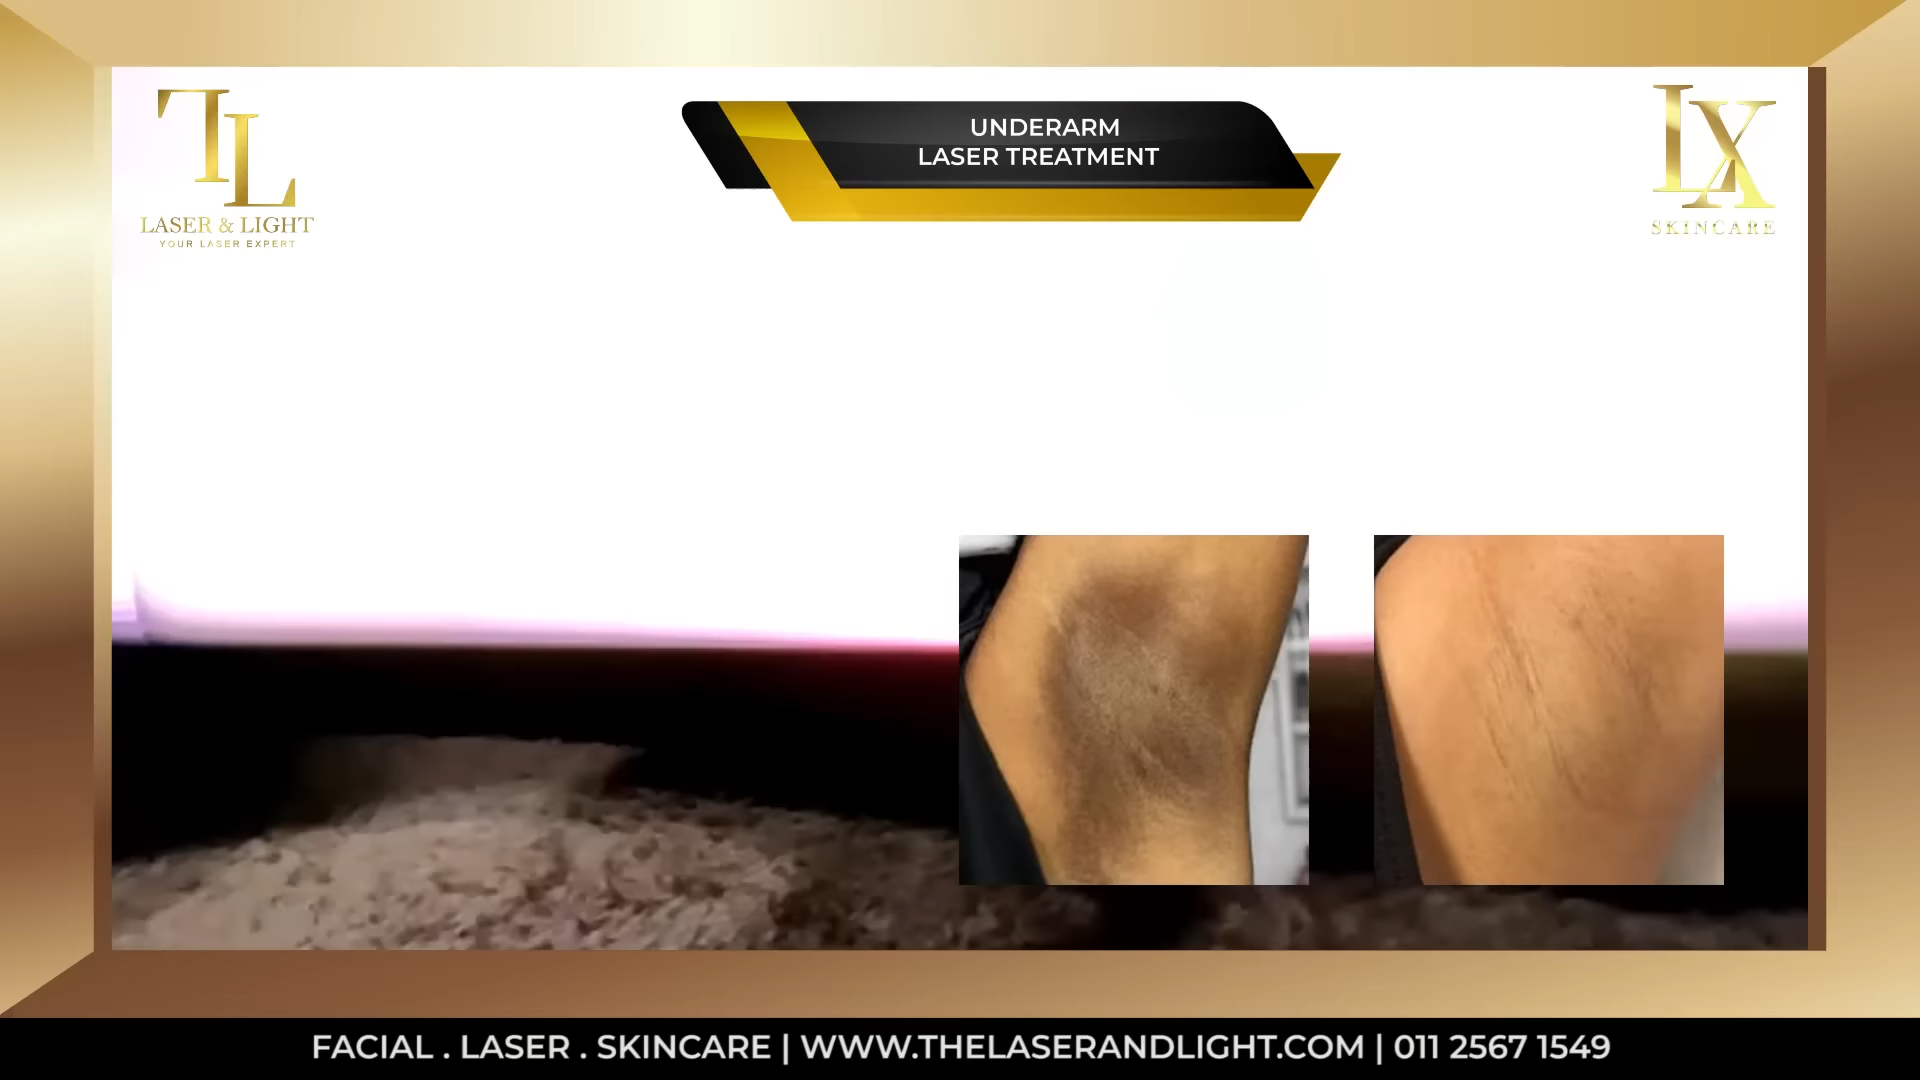 TL
LASER & LIGHT
YOUR LASER EXPERT
UNDERARM
LASER TREATMENT
LX
SKINCARE
FACIAL . LASER . SKINCARE | WWW.THELASERANDLIGHT.COM | 011 2567 1549